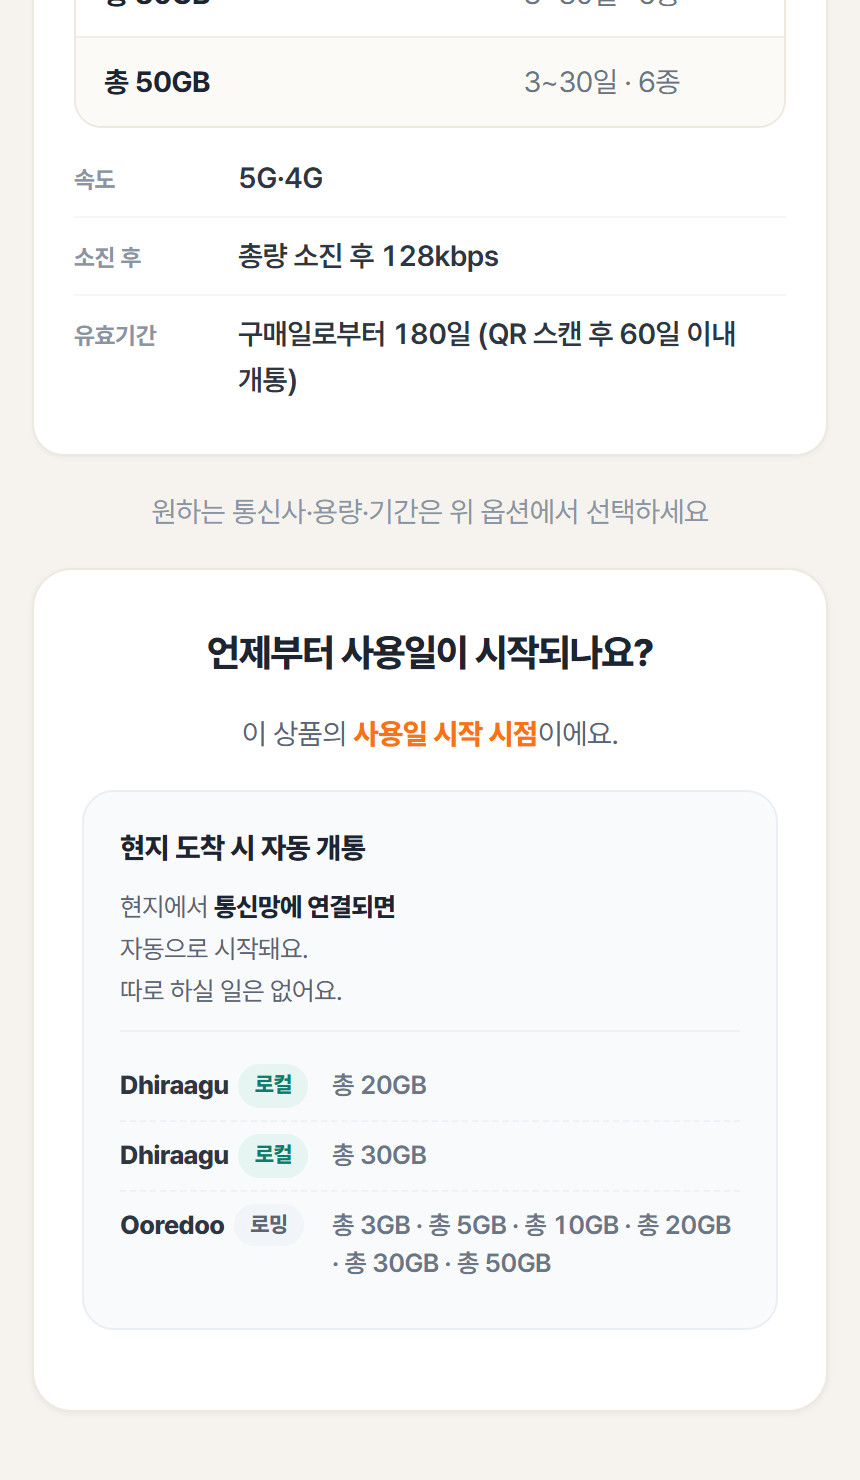 총 50GB 3~30일 · 6종
속도 5G·4G
소진 후 총량 소진 후 128kbps
유효기간 구매일로부터 180일 (QR 스캔 후 60일 이내
개통)
원하는 통신사·용량·기간은 위 옵션에서 선택하세요
언제부터 사용일이 시작되나요?
이 상품의 사용일 시작 시점이에요.
현지 도착 시 자동 개통
현지에서 통신망에 연결되면
자동으로 시작돼요.
따로 하실 일은 없어요.
Dhiraagu 로컬 총 20GB
Dhiraagu 로컬 총 30GB
Ooredoo 로밍 총 3GB · 총 5GB · 총 10GB · 총 20GB
· 총 30GB · 총 50GB